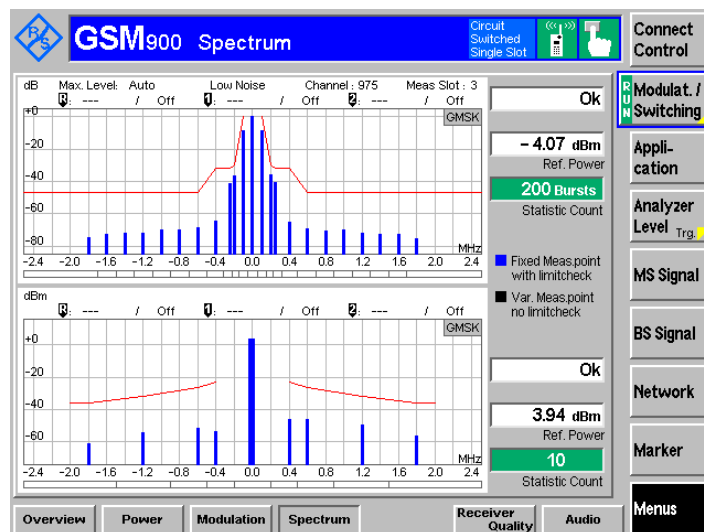 R&S
GSM900 Spectrum
Circuit
Switched
Single Slot
Connect
Control
dB Max. Level: Auto Low Noise Channel : 975 Meas Slot : 3
R: --- / Off 1: --- / Off 2: --- / Off
GMSK
+0
-20
-40
-60
-80
MHz
-2.4 -2.0 -1.6 -1.2 -0.8 -0.4 0.0 0.4 0.8 1.2 1.6 2.0 2.4
Ok
- 4.07 dBm
Ref. Power
200 Bursts
Statistic Count
Fixed Meas.point
with limitcheck
Var. Meas.point
no limitcheck
dBm
R: --- / Off 1: --- / Off 2: --- / Off
GMSK
+0
-20
-40
-60
MHz
-2.4 -2.0 -1.6 -1.2 -0.8 -0.4 0.0 0.4 0.8 1.2 1.6 2.0 2.4
Ok
3.94 dBm
Ref. Power
10
Statistic Count
RUN
Modulat. /
Switching
Appli-
cation
Analyzer
Level Trg.
MS Signal
BS Signal
Network
Marker
Menus
Overview Power Modulation Spectrum Receiver
Quality Audio